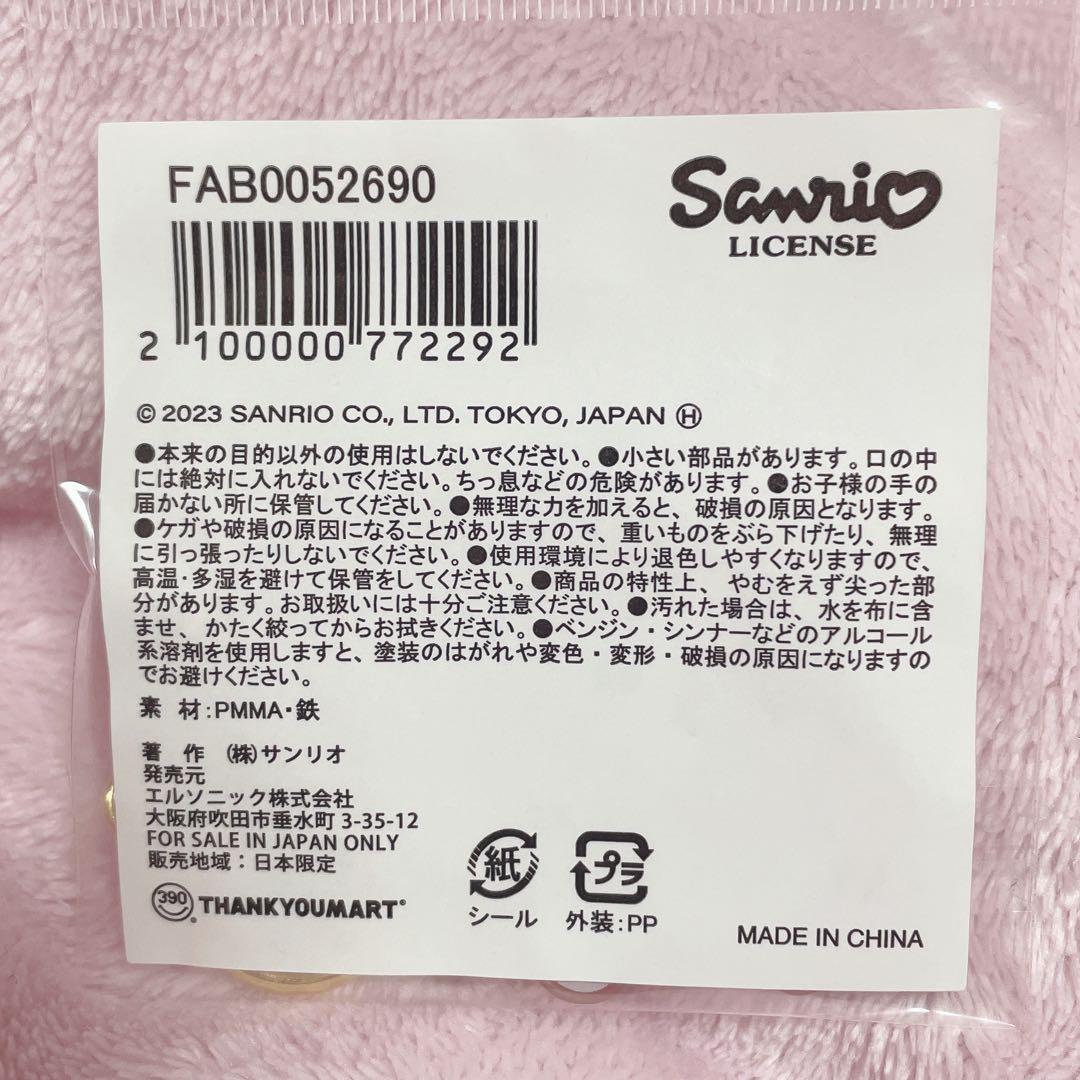 FAB0052690
Sanrio
LICENSE
2 100000 772292
© 2023 SANRIO CO., LTD. TOKYO, JAPAN Ⓗ
●本来の目的以外の使用はしないでください。●小さい部品があります。口の中
には絶対に入れないでください。ちっ息などの危険があります。●お子様の手の
届かない所に保管してください。●無理な力を加えると、破損の原因となります。
●ケガや破損の原因になることがありますので、重いものをぶら下げたり、無理
に引っ張ったりしないでください。●使用環境により退色しやすくなりますので、
高温・多湿を避けて保管をしてください。●商品の特性上、やむをえず尖った部
分があります。お取扱いには十分ご注意ください。●汚れた場合は、水を布に含
ませ、かたく絞ってからお拭きください。●ベンジン・シンナーなどのアルコール
系溶剤を使用しますと、塗装のはがれや変色・変形・破損の原因になりますの
でお避けください。
素 材:PMMA・鉄
著 作 (株)サンリオ
発売元
エルソニック株式会社
大阪府吹田市垂水町 3-35-12
FOR SALE IN JAPAN ONLY
販売地域:日本限定
390 THANKYOUMART®
紙
シール
プラ
外装:PP
MADE IN CHINA